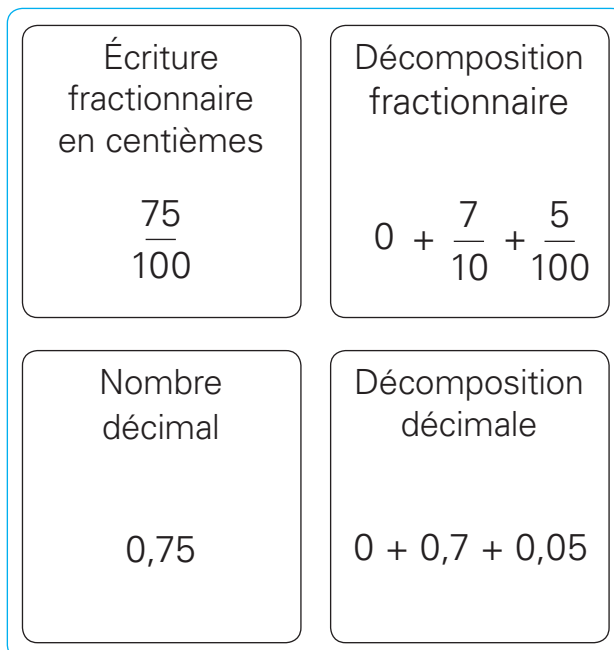 Écriture
fractionnaire
en centièmes
75
100
Décomposition
fractionnaire
0 + 7/10 + 5/100
Nombre
décimal
0,75
Décomposition
décimale
0 + 0,7 + 0,05